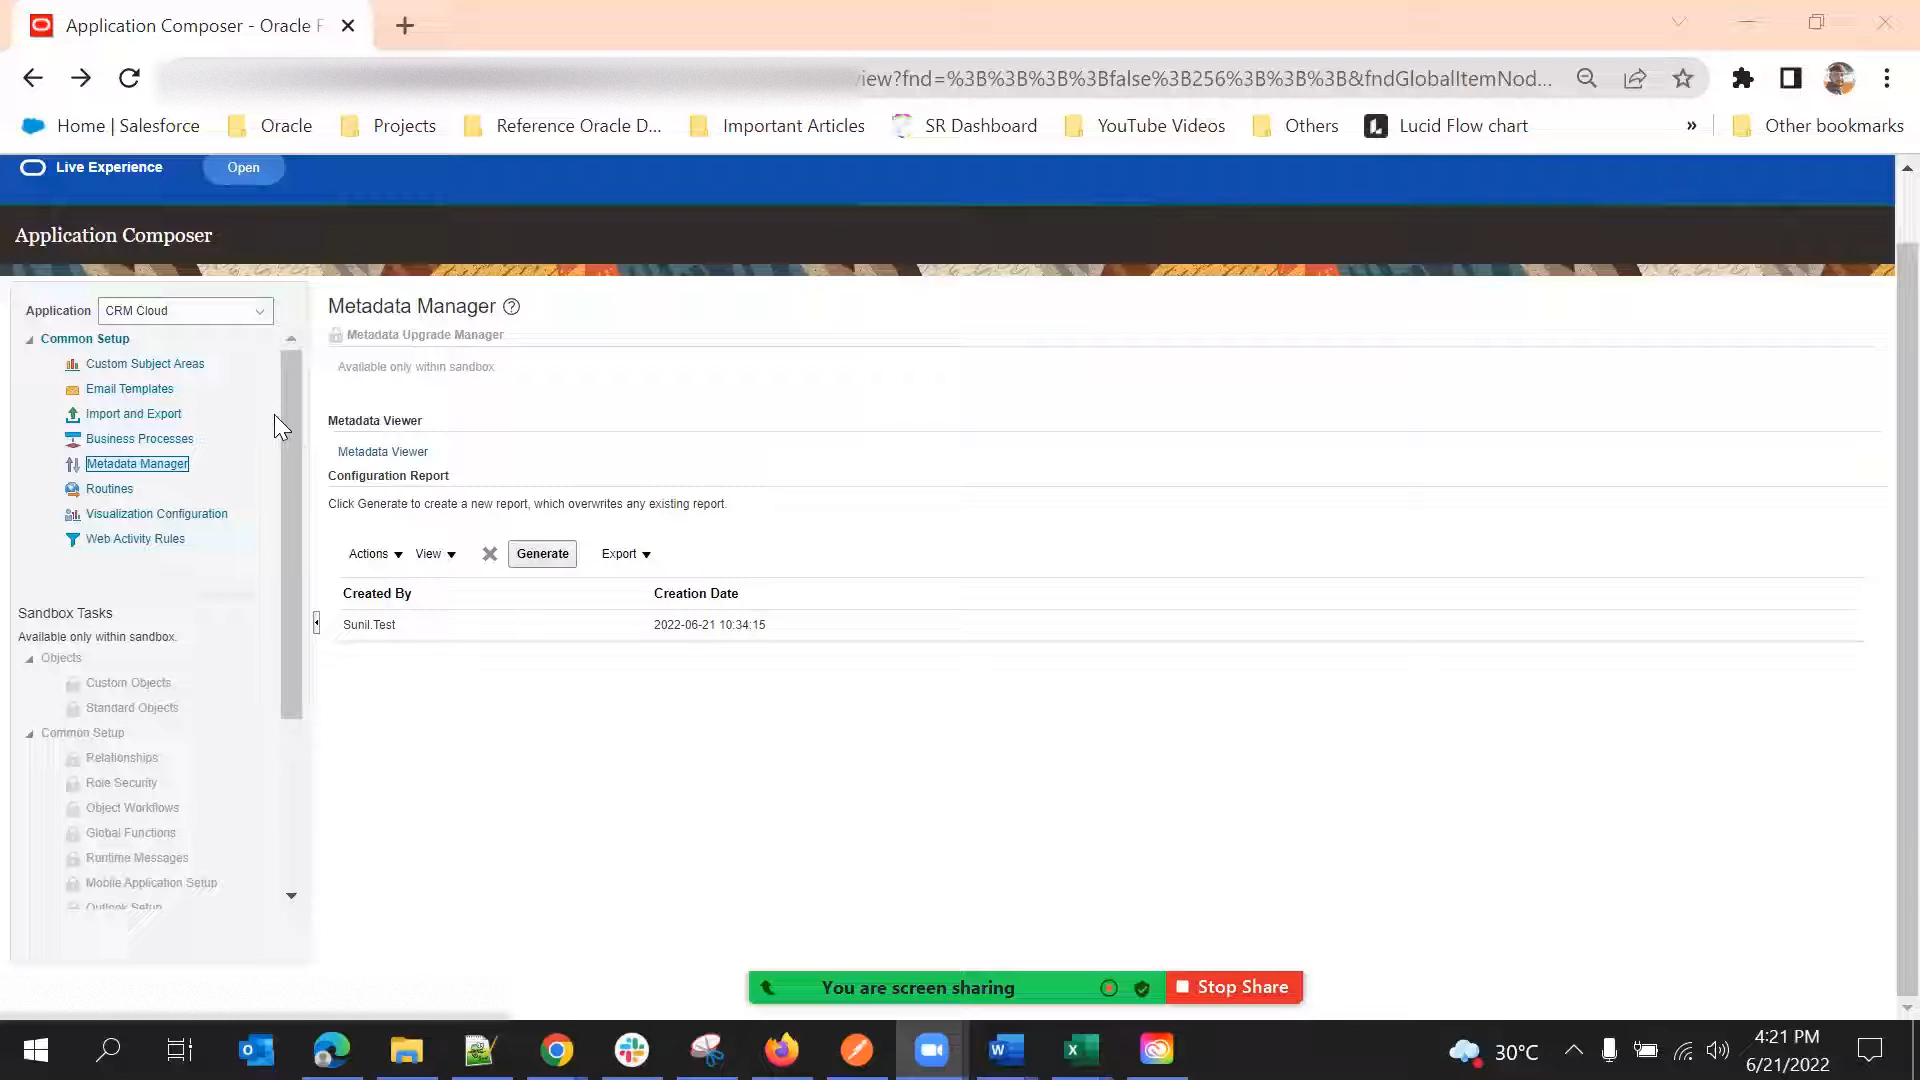 Application Composer - Oracle F
iew?fnd=%3B%3B%3B%3Bfalse%3B256%3B%3B%3B&fndGlobalItemNod...
Home | Salesforce
Oracle
Projects
Reference Oracle D...
Important Articles
SR Dashboard
YouTube Videos
Others
Lucid Flow chart
»
Other bookmarks
Live Experience
Open
Application Composer
Application
CRM Cloud
Common Setup
Custom Subject Areas
Email Templates
Import and Export
Business Processes
Metadata Manager
Routines
Visualization Configuration
Web Activity Rules
Sandbox Tasks
Available only within sandbox.
Objects
Custom Objects
Standard Objects
Common Setup
Relationships
Role Security
Object Workflows
Global Functions
Runtime Messages
Mobile Application Setup
Outlook Setup
Metadata Manager
Metadata Upgrade Manager
Available only within sandbox
Metadata Viewer
Metadata Viewer
Configuration Report
Click Generate to create a new report, which overwrites any existing report.
Actions
View
Generate
Export
Created By
Creation Date
Sunil.Test
2022-06-21 10:34:15
You are screen sharing
Stop Share
30°C
4:21 PM
6/21/2022